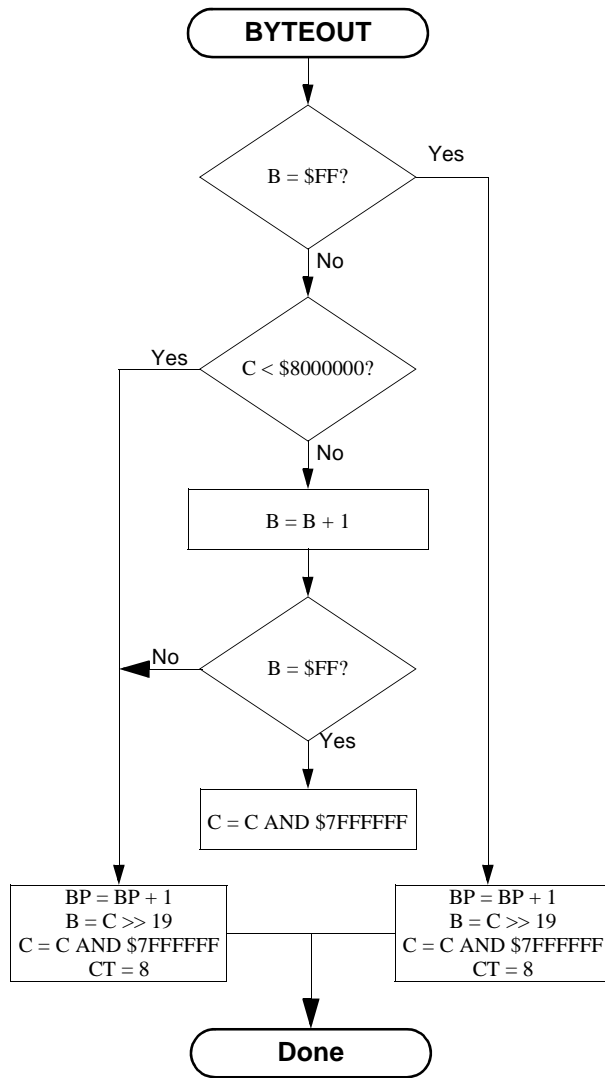 BYTEOUT
B = $FF?
Yes
No
C < $8000000?
Yes
No
B = B + 1
B = $FF?
No
Yes
C = C AND $7FFFFFF
BP = BP + 1
B = C >> 19
C = C AND $7FFFFFF
CT = 8
BP = BP + 1
B = C >> 19
C = C AND $7FFFFFF
CT = 8
Done